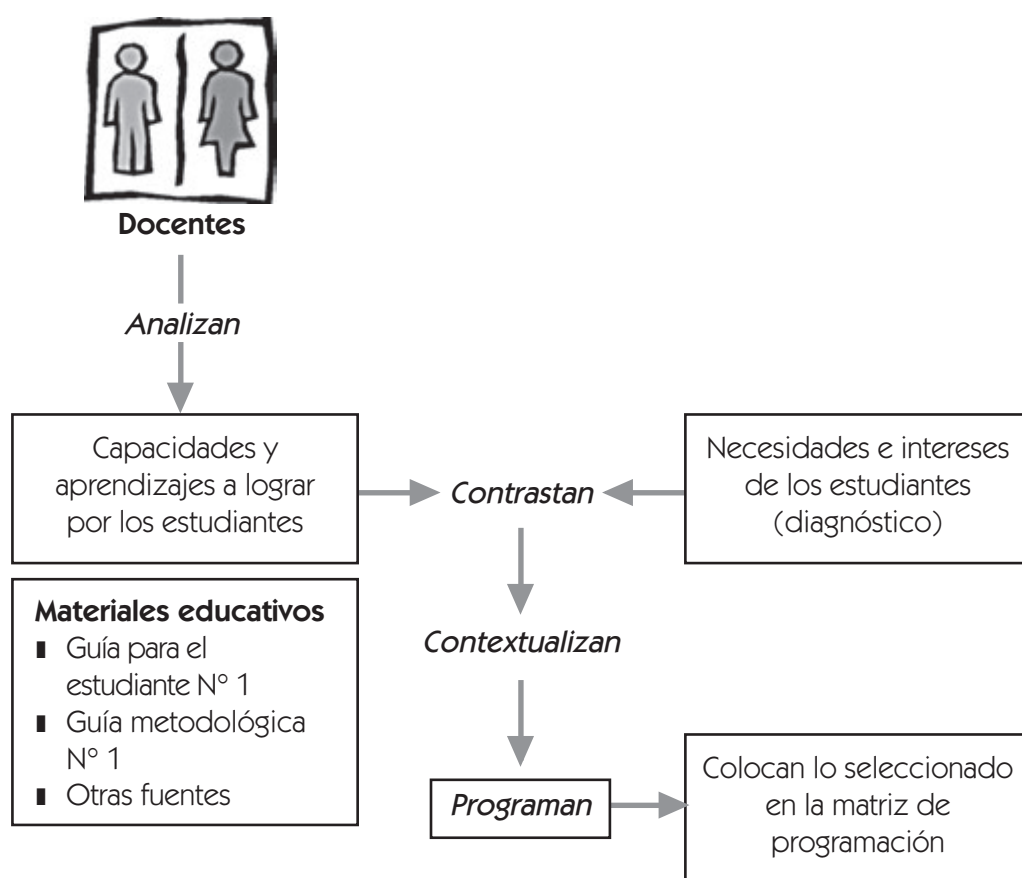 Docentes
Analizan
Capacidades y
aprendizajes a lograr
por los estudiantes
Contrastan
Necesidades e intereses
de los estudiantes
(diagnóstico)
Materiales educativos
Guía para el
estudiante N° 1
Guía metodológica
N° 1
Otras fuentes
Contextualizan
Programan
Colocan lo seleccionado
en la matriz de
programación